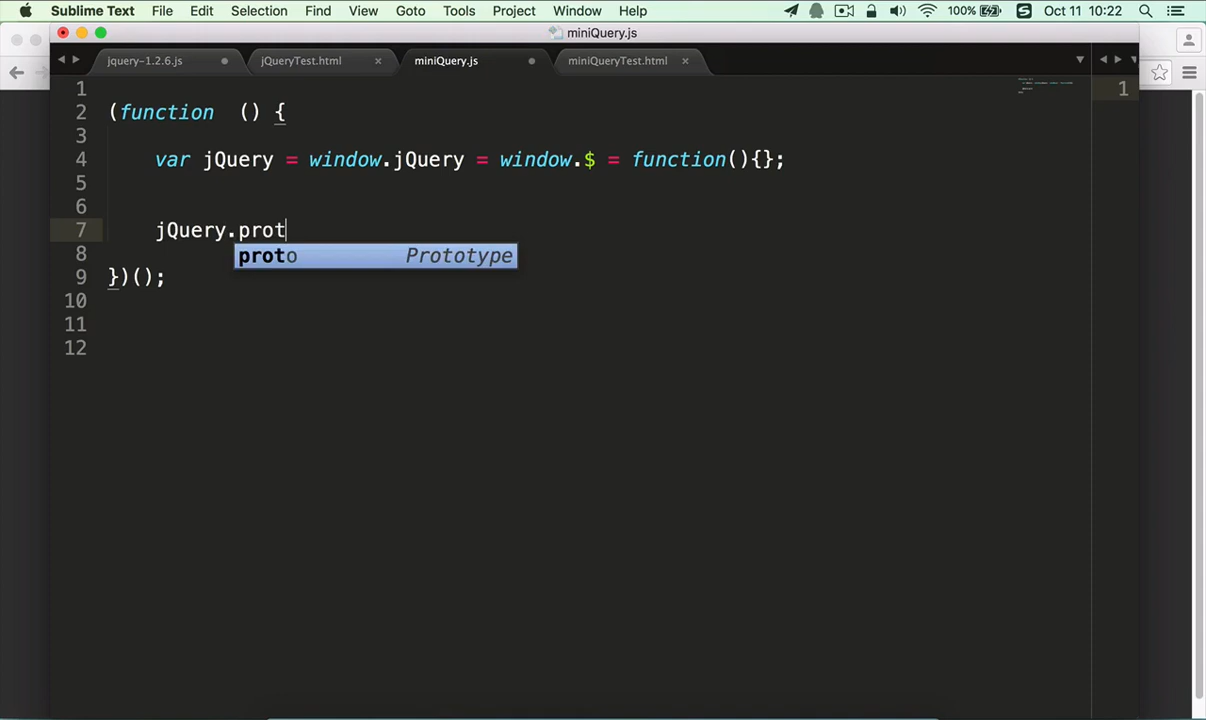 Sublime Text File Edit Selection Find View Goto Tools Project Window Help 100% Oct 11 10:22
miniQuery.js
jquery-1.2.6.js jQueryTest.html miniQuery.js miniQueryTest.html
1 1
2 (function () {
3
4 var jQuery = window.jQuery = window.$ = function(){};
5
6
7 jQuery.prot
proto Prototype
8
9 })();
10
11
12